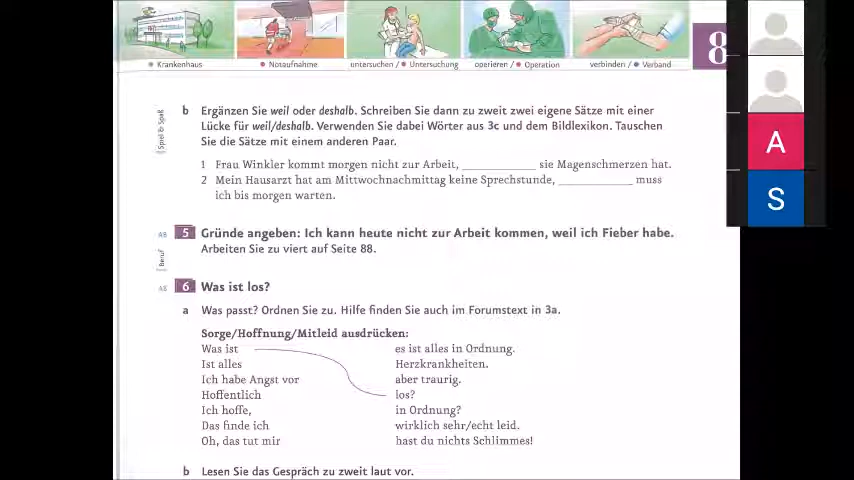 8
• Krankenhaus
• Notaufnahme
untersuchen / • Untersuchung
operieren / • Operation
verbinden / • Verband
Spiel & Spaß
b Ergänzen Sie weil oder deshalb. Schreiben Sie dann zu zweit zwei eigene Sätze mit einer
Lücke für weil/deshalb. Verwenden Sie dabei Wörter aus 3c und dem Bildlexikon. Tauschen
Sie die Sätze mit einem anderen Paar.
1 Frau Winkler kommt morgen nicht zur Arbeit, ____________ sie Magenschmerzen hat.
2 Mein Hausarzt hat am Mittwochnachmittag keine Sprechstunde, ____________ muss
ich bis morgen warten.
AB 5 Gründe angeben: Ich kann heute nicht zur Arbeit kommen, weil ich Fieber habe.
Arbeiten Sie zu viert auf Seite 88.
Beruf
AB 6 Was ist los?
a Was passt? Ordnen Sie zu. Hilfe finden Sie auch im Forumstext in 3a.
Sorge/Hoffnung/Mitleid ausdrücken:
Was ist es ist alles in Ordnung.
Ist alles Herzkrankheiten.
Ich habe Angst vor aber traurig.
Hoffentlich los?
Ich hoffe, in Ordnung?
Das finde ich wirklich sehr/echt leid.
Oh, das tut mir hast du nichts Schlimmes!
b Lesen Sie das Gespräch zu zweit laut vor.
A
S